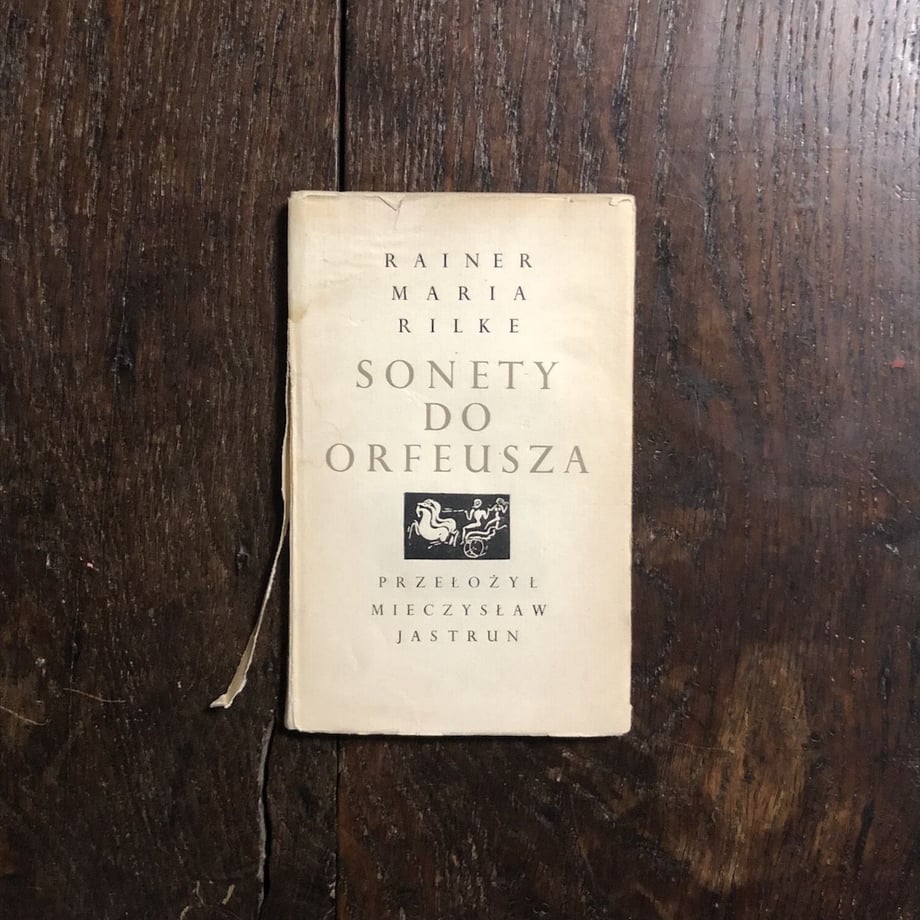 RAINER
MARIA
RILKE
SONETY
DO
ORFEUSZA
PRZEŁOŻYŁ
MIECZYSŁAW
JASTRUN